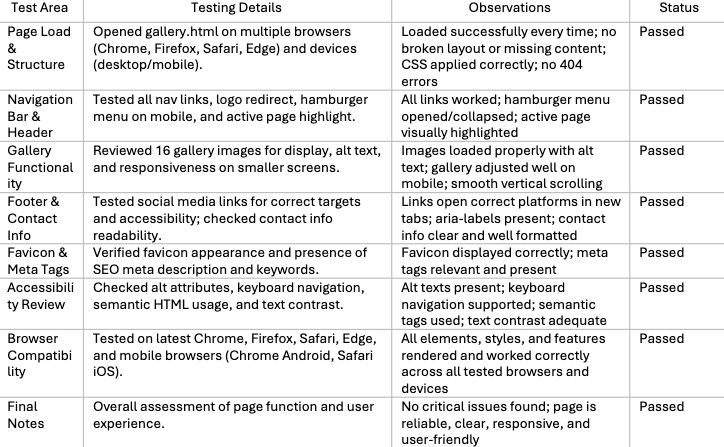 Test Area Testing Details Observations Status
Page Load
&
Structure
Opened gallery.html on multiple browsers
(Chrome, Firefox, Safari, Edge) and devices
(desktop/mobile).
Loaded successfully every time; no
broken layout or missing content;
CSS applied correctly; no 404
errors
Passed
Navigation
Bar &
Header
Tested all nav links, logo redirect, hamburger
menu on mobile, and active page highlight.
All links worked; hamburger menu
opened/collapsed; active page
visually highlighted
Passed
Gallery
Functional
ity
Reviewed 16 gallery images for display, alt text,
and responsiveness on smaller screens.
Images loaded properly with alt
text; gallery adjusted well on
mobile; smooth vertical scrolling
Passed
Footer &
Contact
Info
Tested social media links for correct targets
and accessibility; checked contact info
readability.
Links open correct platforms in new
tabs; aria-labels present; contact
info clear and well formatted
Passed
Favicon &
Meta Tags
Verified favicon appearance and presence of
SEO meta description and keywords.
Favicon displayed correctly; meta
tags relevant and present
Passed
Accessibili
ty Review
Checked alt attributes, keyboard navigation,
semantic HTML usage, and text contrast.
Alt texts present; keyboard
navigation supported; semantic
tags used; text contrast adequate
Passed
Browser
Compatibi
lity
Tested on latest Chrome, Firefox, Safari, Edge,
and mobile browsers (Chrome Android, Safari
iOS).
All elements, styles, and features
rendered and worked correctly
across all tested browsers and
devices
Passed
Final
Notes
Overall assessment of page function and user
experience.
No critical issues found; page is
reliable, clear, responsive, and
user-friendly
Passed